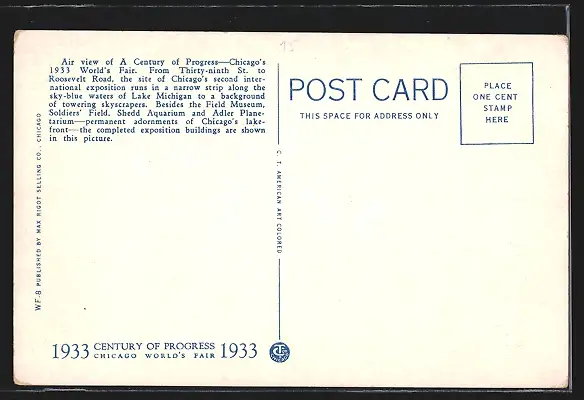 Air view of A Century of Progress—Chicago's
1933 World's Fair. From Thirty-ninth St. to
Roosevelt Road, the site of Chicago's second inter-
national exposition runs in a narrow strip along the
sky-blue waters of Lake Michigan to a background
of towering skyscrapers. Besides the Field Museum,
Soldiers' Field, Shedd Aquarium and Adler Plane-
tarium—permanent adornments of Chicago's lake-
front—the completed exposition buildings are shown
in this picture.
WF-8 PUBLISHED BY MAX RIGOT SELLING CO., CHICAGO
1933 CENTURY OF PROGRESS 1933
CHICAGO WORLD'S FAIR
C. T. AMERICAN ART COLORED
POST CARD
THIS SPACE FOR ADDRESS ONLY
PLACE
ONE CENT
STAMP
HERE